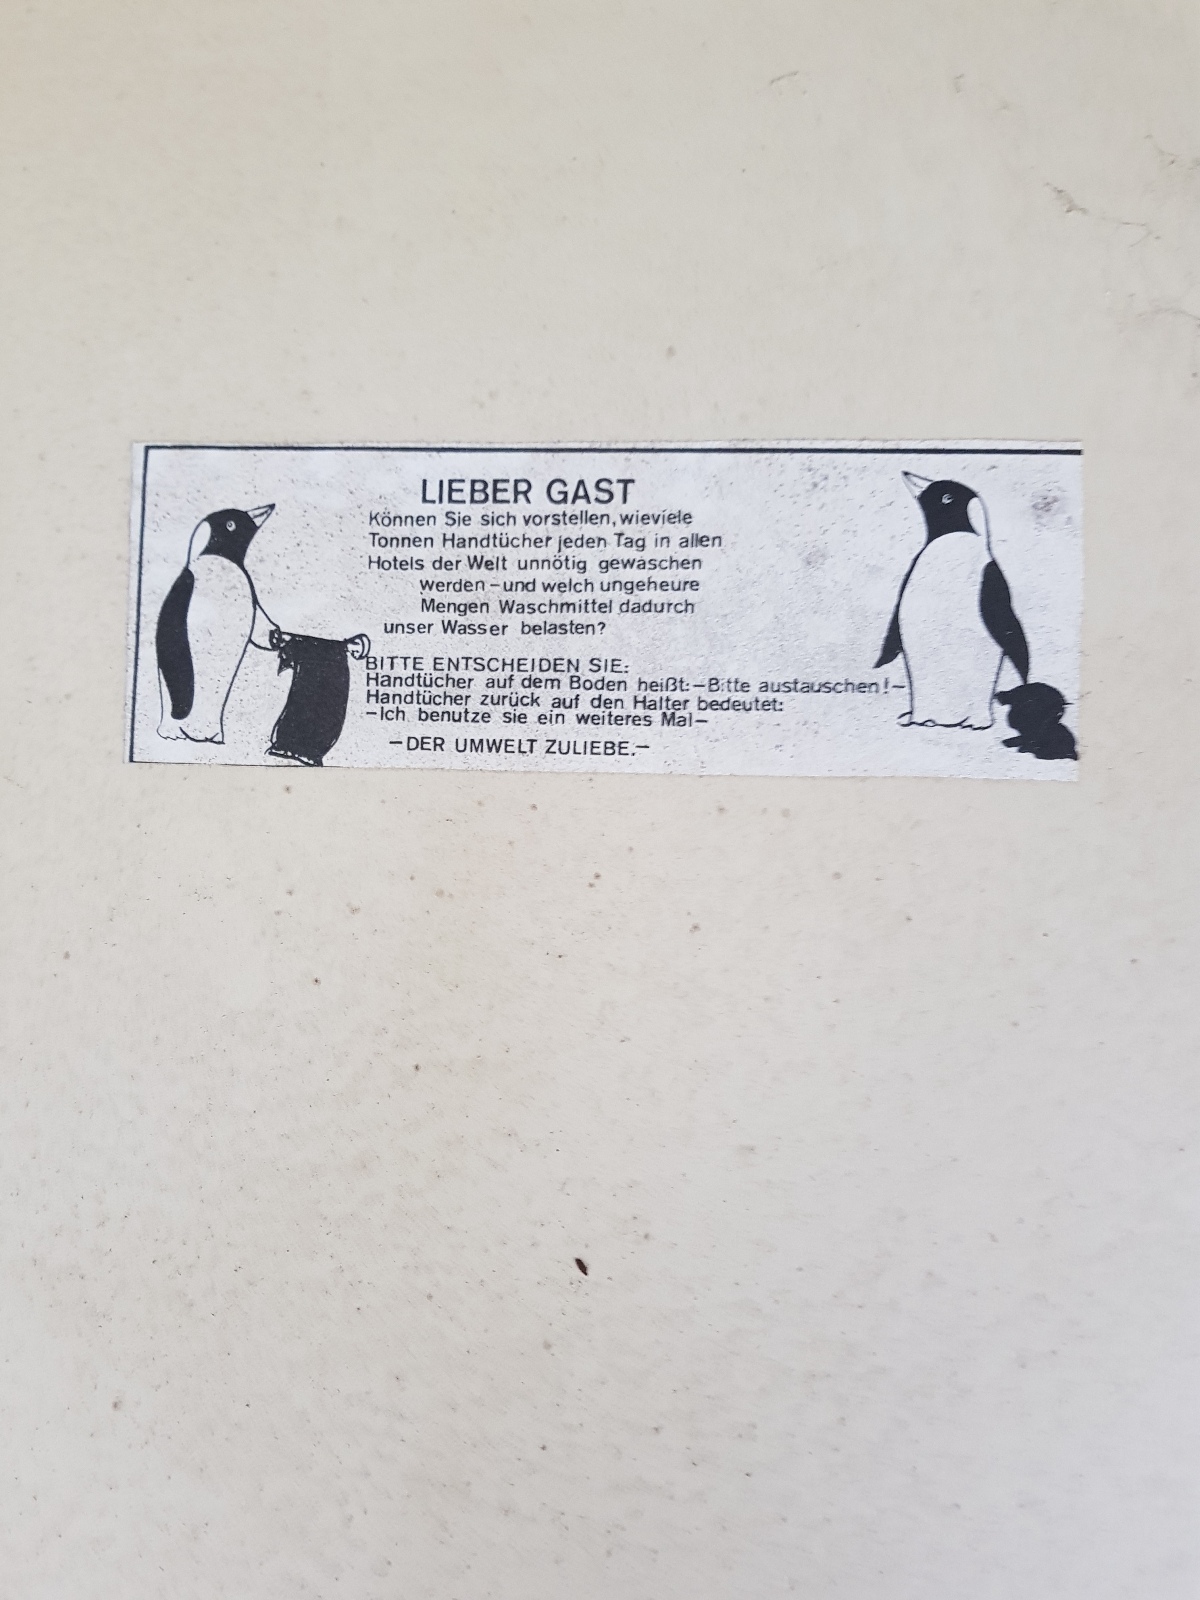 LIEBER GAST
Können Sie sich vorstellen, wieviele
Tonnen Handtücher jeden Tag in allen
Hotels der Welt unnötig gewaschen
werden – und welch ungeheure
Mengen Waschmittel dadurch
unser Wasser belasten?
BITTE ENTSCHEIDEN SIE:
Handtücher auf dem Boden heißt: – Bitte austauschen! –
Handtücher zurück auf den Halter bedeutet:
– Ich benutze sie ein weiteres Mal –
– DER UMWELT ZULIEBE. –